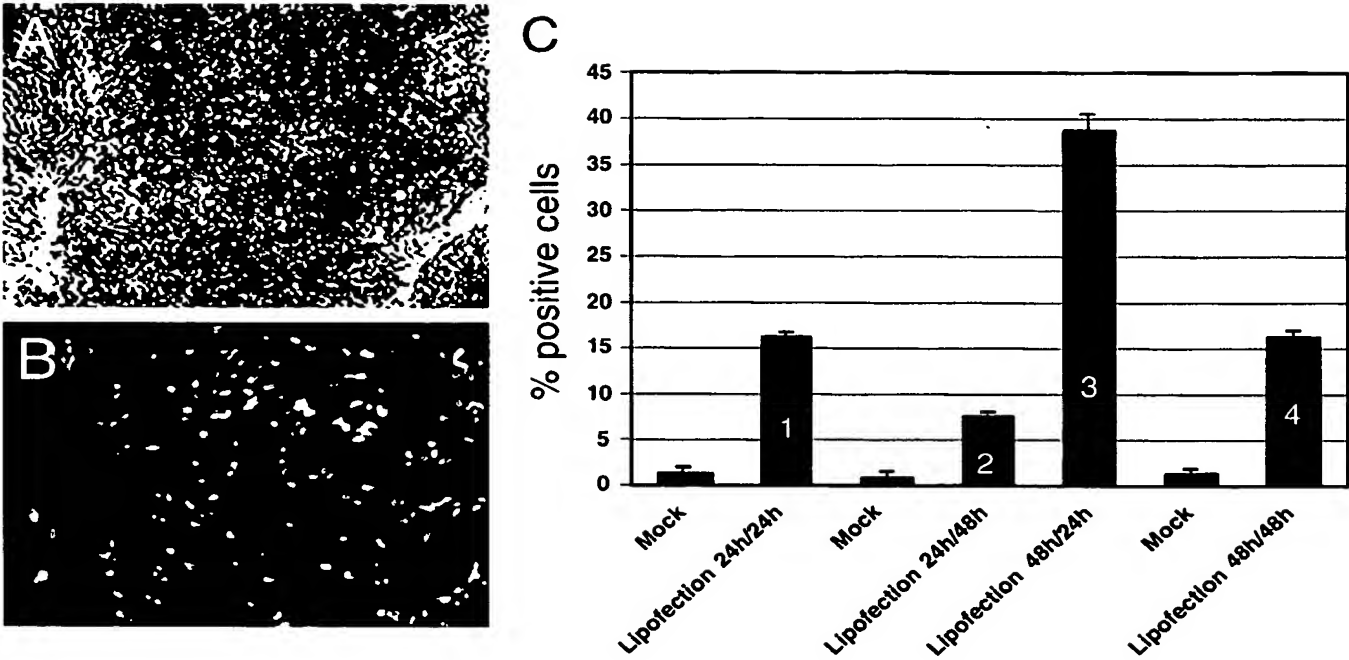 A
B
C
% positive cells
45
40
35
30
25
20
15
10
5
0
1
2
3
4
Mock
Lipofection 24h/24h
Mock
Lipofection 24h/48h
Lipofection 48h/24h
Mock
Lipofection 48h/48h